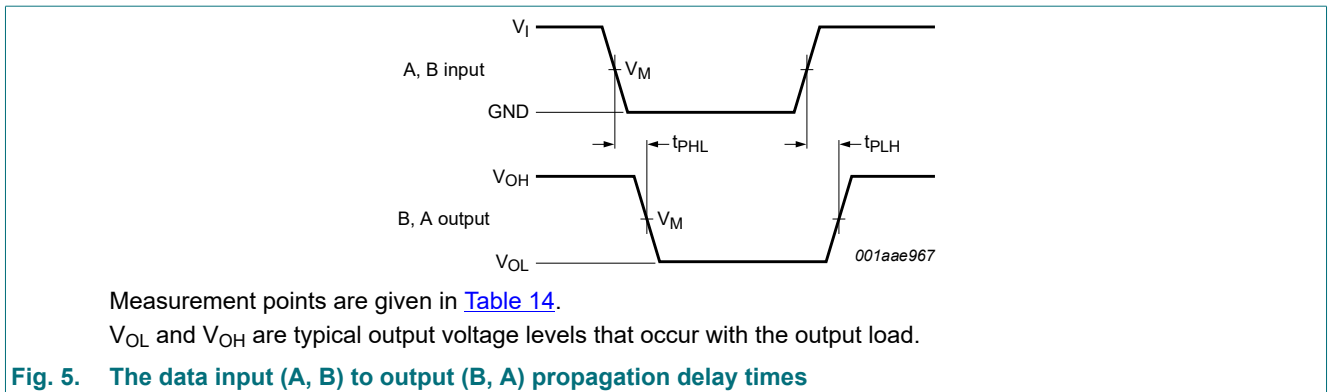 V_I
A, B input
V_M
GND
t_PHL
t_PLH
V_OH
B, A output
V_M
V_OL
001aae967
Measurement points are given in Table 14.
V_OL and V_OH are typical output voltage levels that occur with the output load.
Fig. 5. The data input (A, B) to output (B, A) propagation delay times